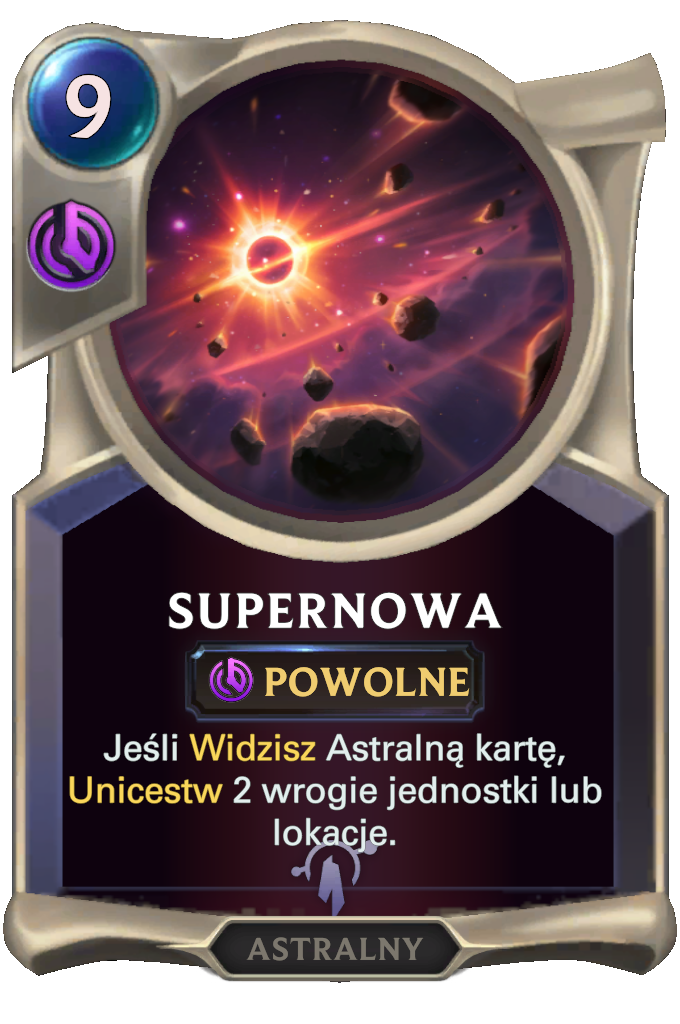 9
SUPERNOWA
POWOLNE
Jeśli Widzisz Astralną kartę,
Unicestw 2 wrogie jednostki lub
lokacje.
ASTRALNY